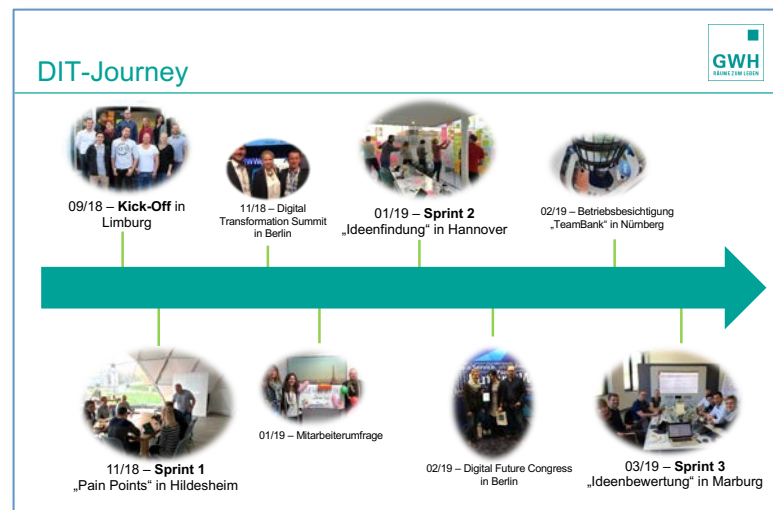 DIT-Journey
GWH
RÄUME ZUM LEBEN
09/18 – Kick-Off in
Limburg
11/18 – Digital
Transformation Summit
in Berlin
01/19 – Sprint 2
„Ideenfindung“ in Hannover
02/19 – Betriebsbesichtigung
„TeamBank“ in Nürnberg
11/18 – Sprint 1
„Pain Points“ in Hildesheim
01/19 – Mitarbeiterumfrage
02/19 – Digital Future Congress
in Berlin
03/19 – Sprint 3
„Ideenbewertung“ in Marburg